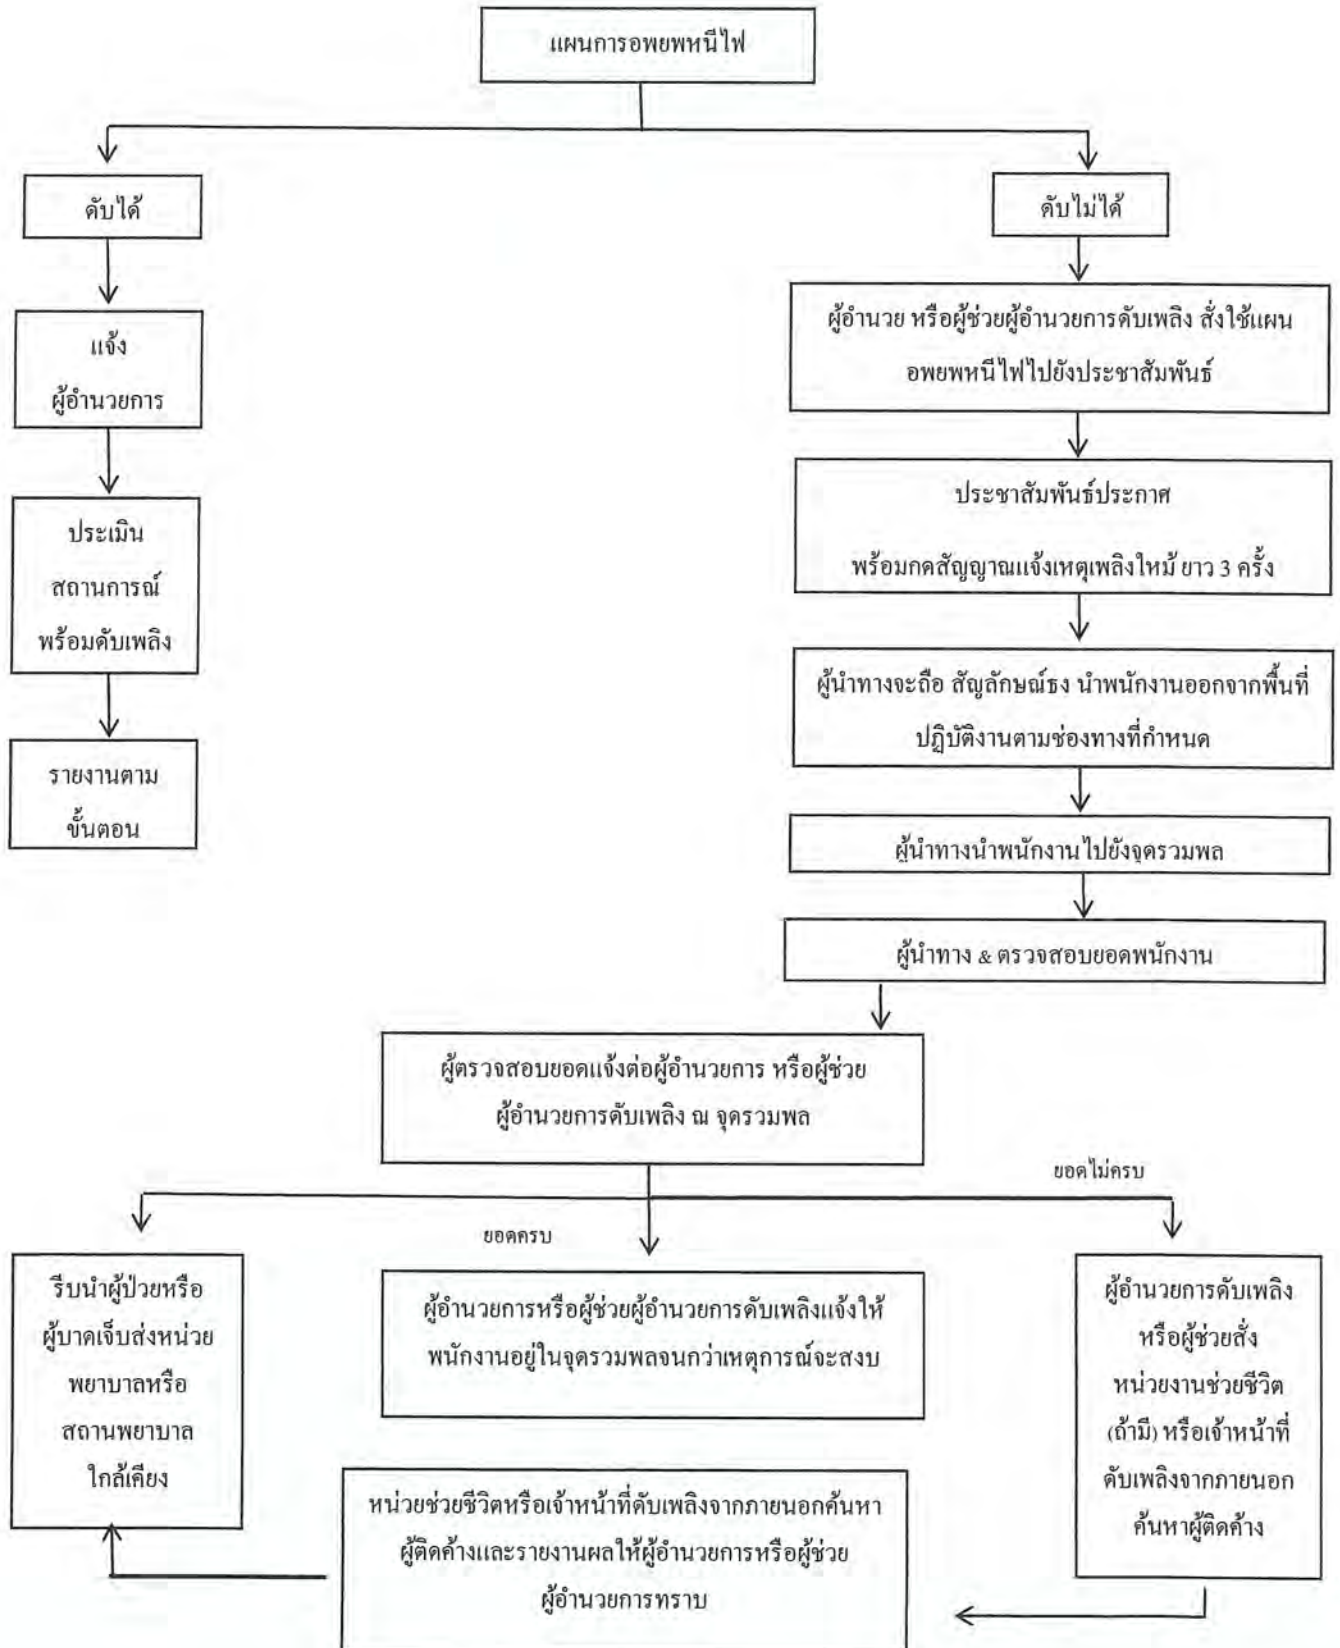 แผนการอพยพหนีไฟ
ดับได้
ดับไม่ได้
แจ้ง
ผู้อำนวยการ
ประเมิน
สถานการณ์
พร้อมดับเพลิง
รายงานตาม
ขั้นตอน
ผู้อำนวย หรือผู้ช่วยผู้อำนวยการดับเพลิง สั่งใช้แผน
อพยพหนีไฟไปยังประชาสัมพันธ์
ประชาสัมพันธ์ประกาศ
พร้อมกดสัญญาณแจ้งเหตุเพลิงไหม้ ยาว 3 ครั้ง
ผู้นำทางจะถือ สัญลักษณ์ธง นำพนักงานออกจากพื้นที่
ปฏิบัติงานตามช่องทางที่กำหนด
ผู้นำทางนำพนักงานไปยังจุดรวมพล
ผู้นำทาง & ตรวจสอบยอดพนักงาน
ผู้ตรวจสอบยอดแจ้งต่อผู้อำนวยการ หรือผู้ช่วย
ผู้อำนวยการดับเพลิง ณ จุดรวมพล
ยอดไม่ครบ
ยอดครบ
รีบนำผู้ป่วยหรือ
ผู้บาดเจ็บส่งหน่วย
พยาบาลหรือ
สถานพยาบาล
ใกล้เคียง
ผู้อำนวยการหรือผู้ช่วยผู้อำนวยการดับเพลิงแจ้งให้
พนักงานอยู่ในจุดรวมพลจนกว่าเหตุการณ์จะสงบ
ผู้อำนวยการดับเพลิง
หรือผู้ช่วยสั่ง
หน่วยงานช่วยชีวิต
(ถ้ามี) หรือเจ้าหน้าที่
ดับเพลิงจากภายนอก
ค้นหาผู้ติดค้าง
หน่วยช่วยชีวิตหรือเจ้าหน้าที่ดับเพลิงจากภายนอกค้นหา
ผู้ติดค้างและรายงานผลให้ผู้อำนวยการหรือผู้ช่วย
ผู้อำนวยการทราบ